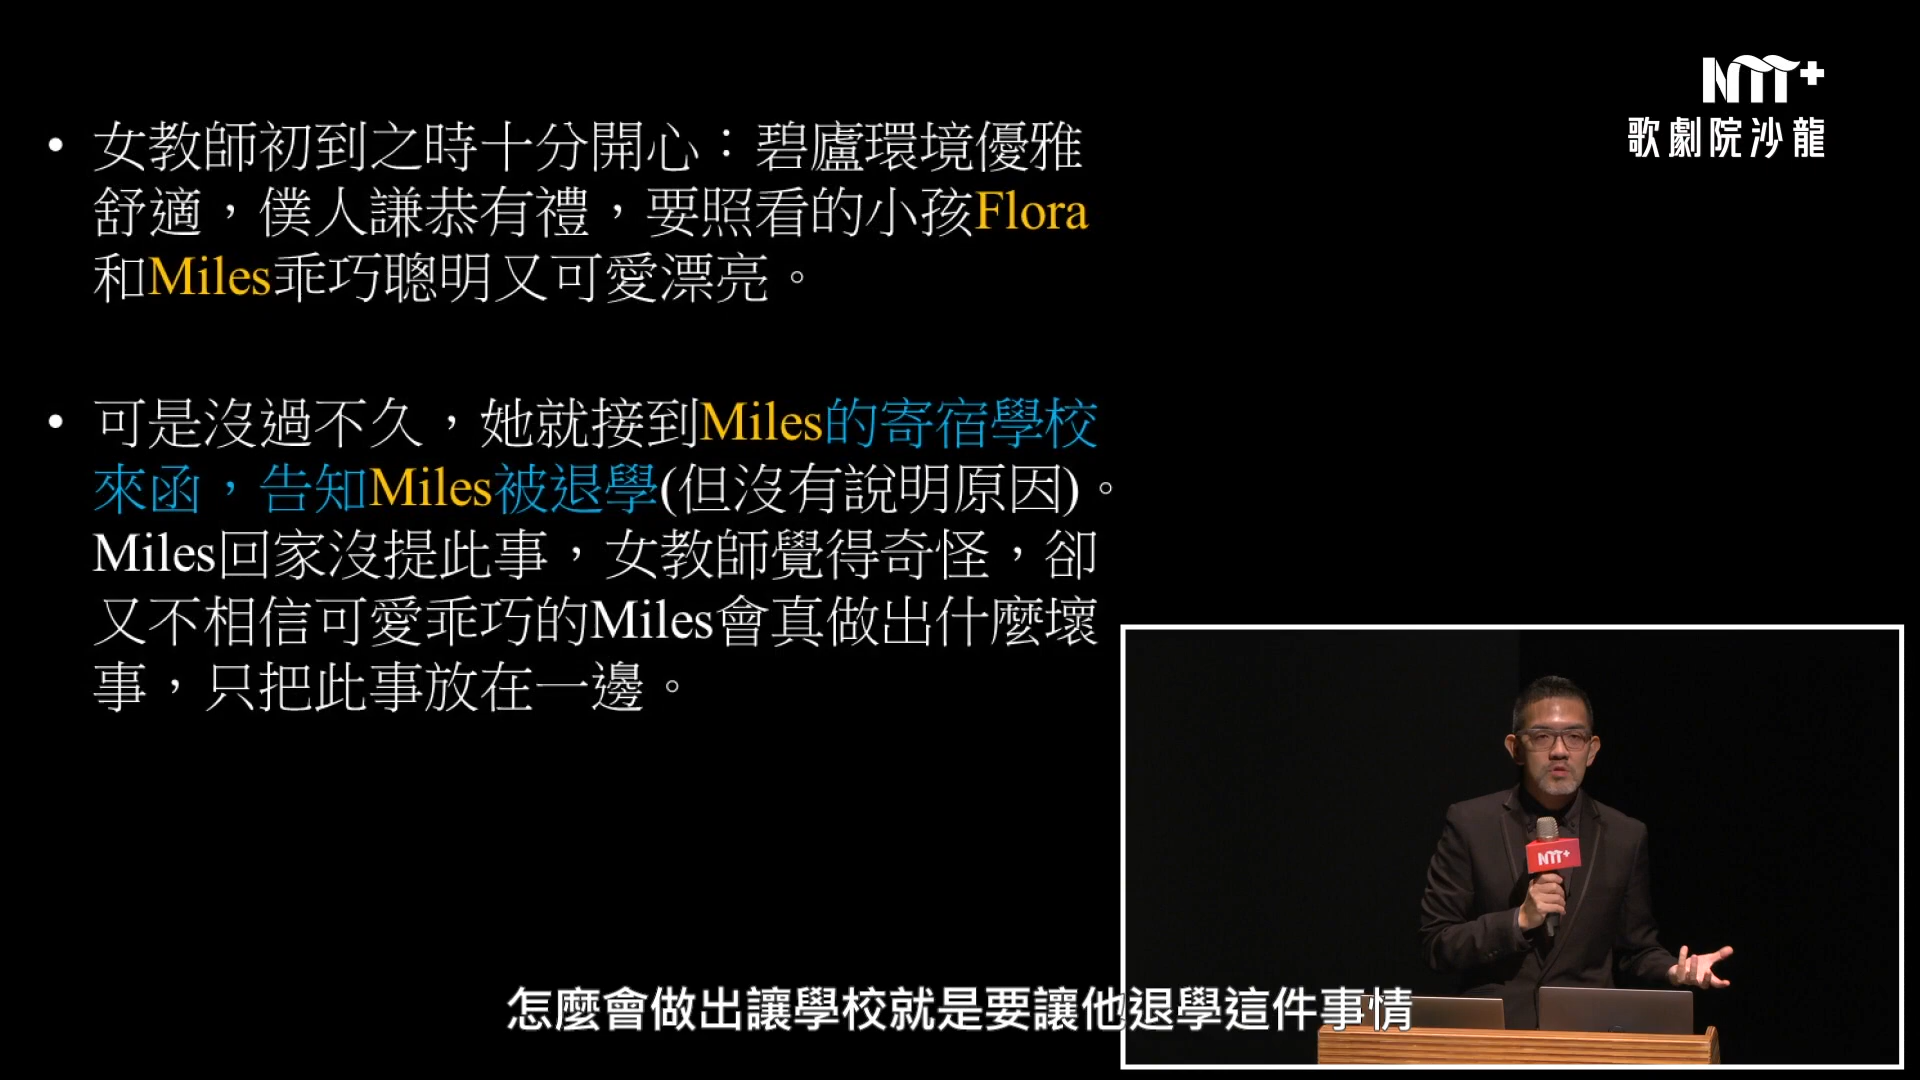 NTT+
歌劇院沙龍
• 女教師初到之時十分開心：碧廬環境優雅
舒適，僕人謙恭有禮，要照看的小孩Flora
和Miles乖巧聰明又可愛漂亮。
• 可是沒過不久，她就接到Miles的寄宿學校
來函，告知Miles被退學(但沒有說明原因)。
Miles回家沒提此事，女教師覺得奇怪，卻
又不相信可愛乖巧的Miles會真做出什麼壞
事，只把此事放在一邊。
NTT+
怎麼會做出讓學校就是要讓他退學這件事情